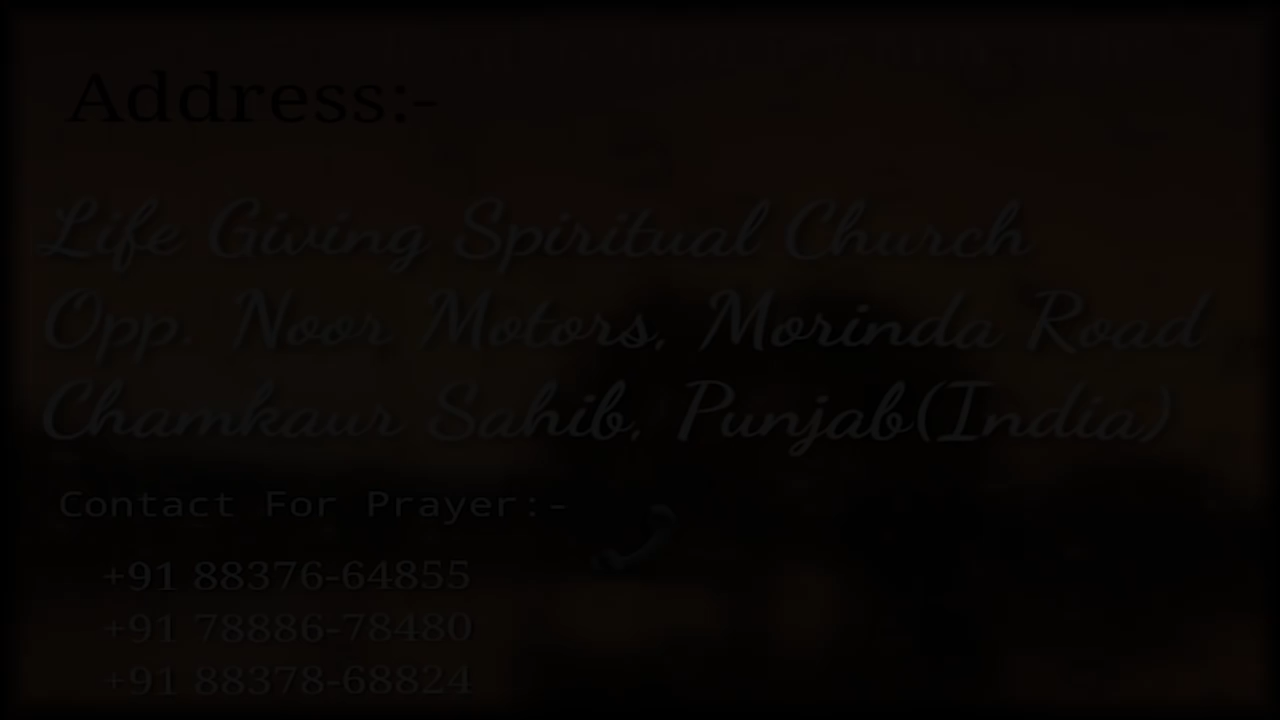 Address:-
Life Giving Spiritual Church
Opp. Noor Motors, Morinda Road
Chamkaur Sahib, Punjab(India)
Contact For Prayer:-
+91 88376-64855
+91 78886-78480
+91 88378-68824